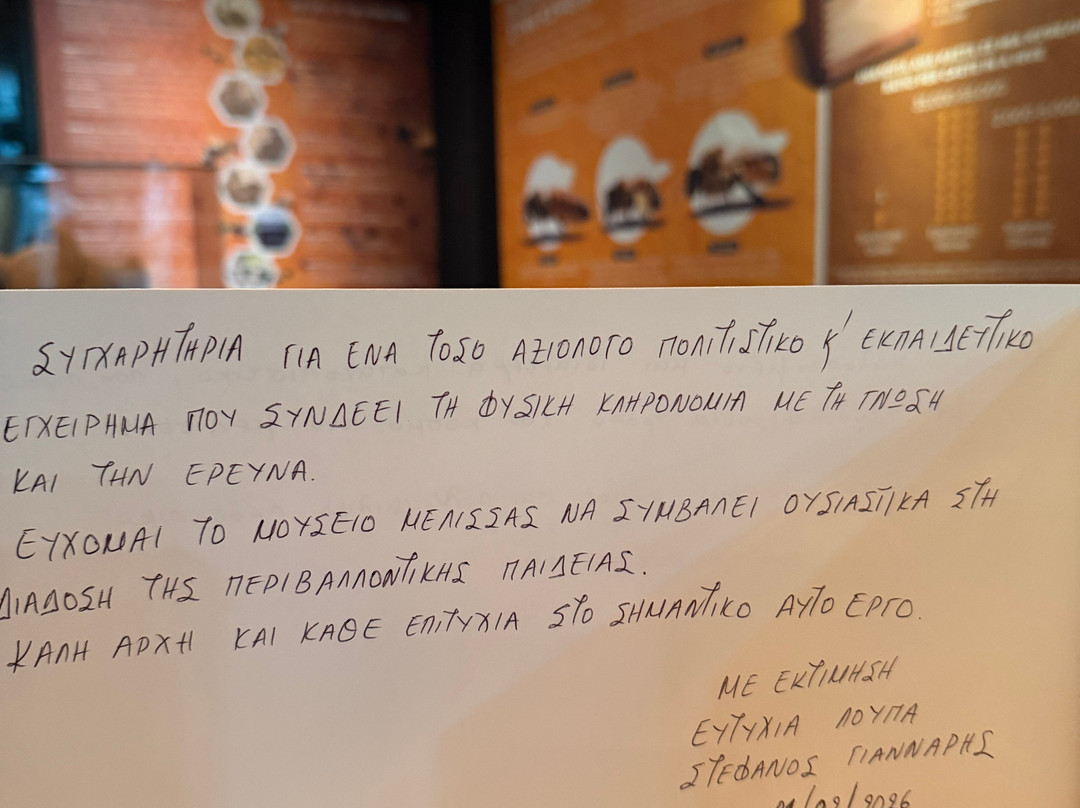 ΣΥΓΧΑΡΗΤΗΡΙΑ ΓΙΑ ΕΝΑ ΤΟΣΟ ΑΞΙΟΛΟΓΟ ΠΟΛΙΤΙΣΤΙΚΟ Κ' ΕΚΠΑΙΔΕΥΤΙΚΟ
ΕΓΧΕΙΡΗΜΑ ΠΟΥ ΣΥΝΔΕΕΙ ΤΗ ΦΥΣΙΚΗ ΚΛΗΡΟΝΟΜΙΑ ΜΕ ΤΗ ΓΝΩΣΗ
ΚΑΙ ΤΗΝ ΕΡΕΥΝΑ.
ΕΥΧΟΜΑΙ ΤΟ ΜΟΥΣΕΙΟ ΜΕΛΙΣΣΑΣ ΝΑ ΣΥΜΒΑΛΕΙ ΟΥΣΙΑΣΤΙΚΑ ΣΤΗ
ΔΙΑΔΟΣΗ ΤΗΣ ΠΕΡΙΒΑΛΛΟΝΤΙΚΗΣ ΠΑΙΔΕΙΑΣ.
ΚΑΛΗ ΑΡΧΗ ΚΑΙ ΚΑΘΕ ΕΠΙΤΥΧΙΑ ΣΤΟ ΣΗΜΑΝΤΙΚΟ ΑΥΤΟ ΕΡΓΟ.
ΜΕ ΕΚΤΙΜΗΣΗ
ΕΥΤΥΧΙΑ ΛΟΥΠΑ
ΣΤΕΦΑΝΟΣ ΓΙΑΝΝΑΡΗΣ